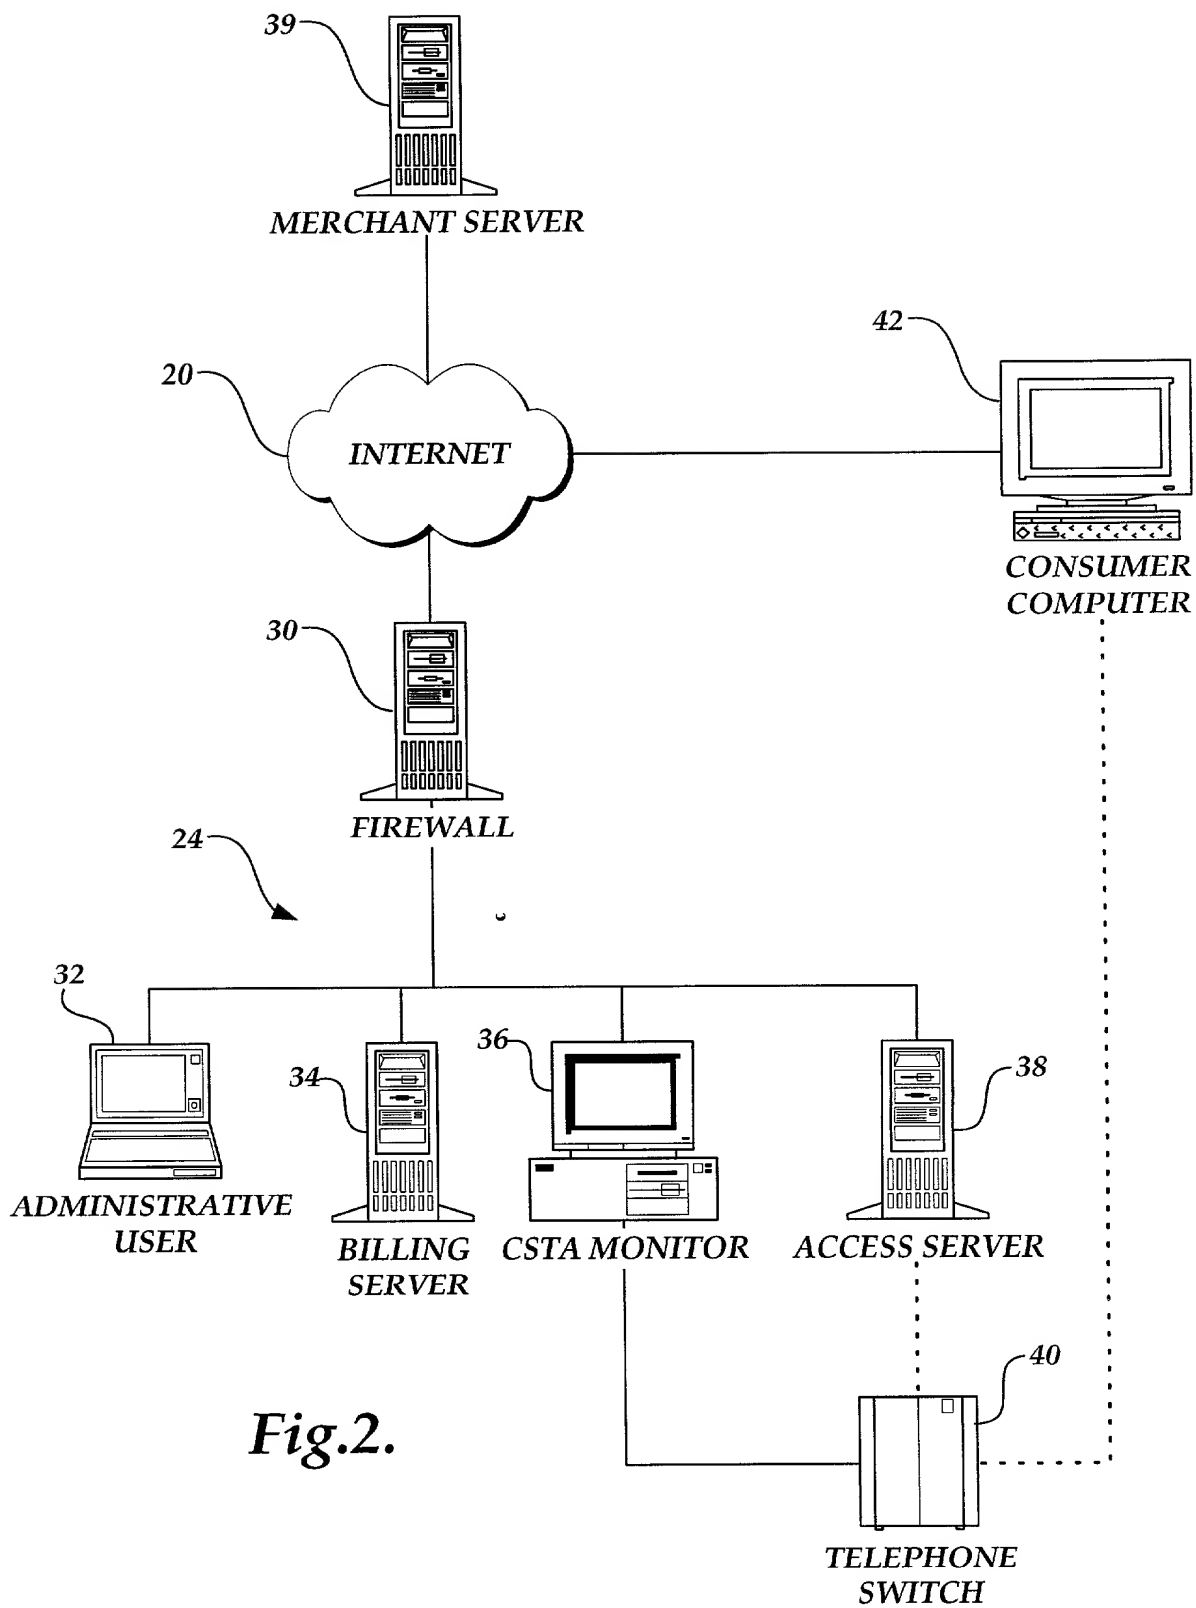 39
MERCHANT SERVER
42
20
INTERNET
CONSUMER
COMPUTER
30
FIREWALL
24
32
34
36
38
ADMINISTRATIVE
USER
BILLING
SERVER
CSTA MONITOR
ACCESS SERVER
40
Fig.2.
TELEPHONE
SWITCH